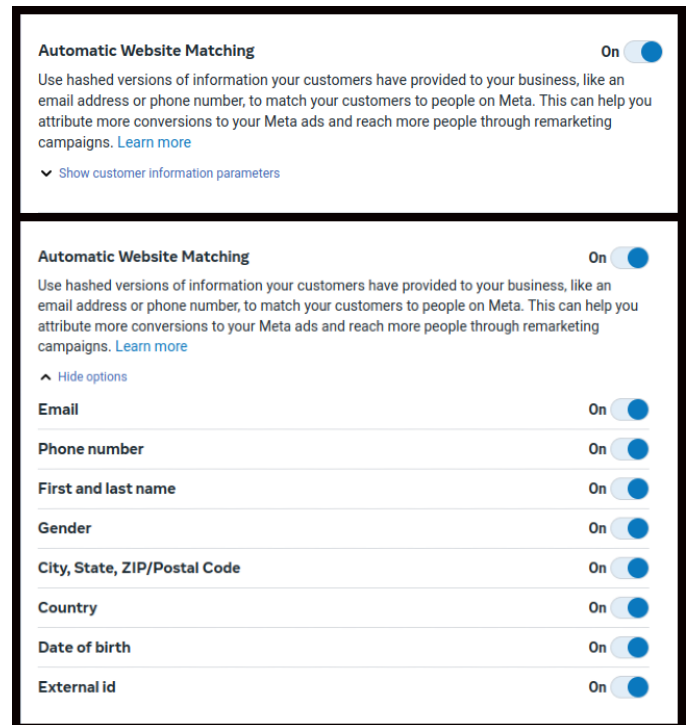 Automatic Website Matching On
Use hashed versions of information your customers have provided to your business, like an
email address or phone number, to match your customers to people on Meta. This can help you
attribute more conversions to your Meta ads and reach more people through remarketing
campaigns. Learn more
Show customer information parameters
Automatic Website Matching On
Use hashed versions of information your customers have provided to your business, like an
email address or phone number, to match your customers to people on Meta. This can help you
attribute more conversions to your Meta ads and reach more people through remarketing
campaigns. Learn more
Hide options
Email On
Phone number On
First and last name On
Gender On
City, State, ZIP/Postal Code On
Country On
Date of birth On
External id On